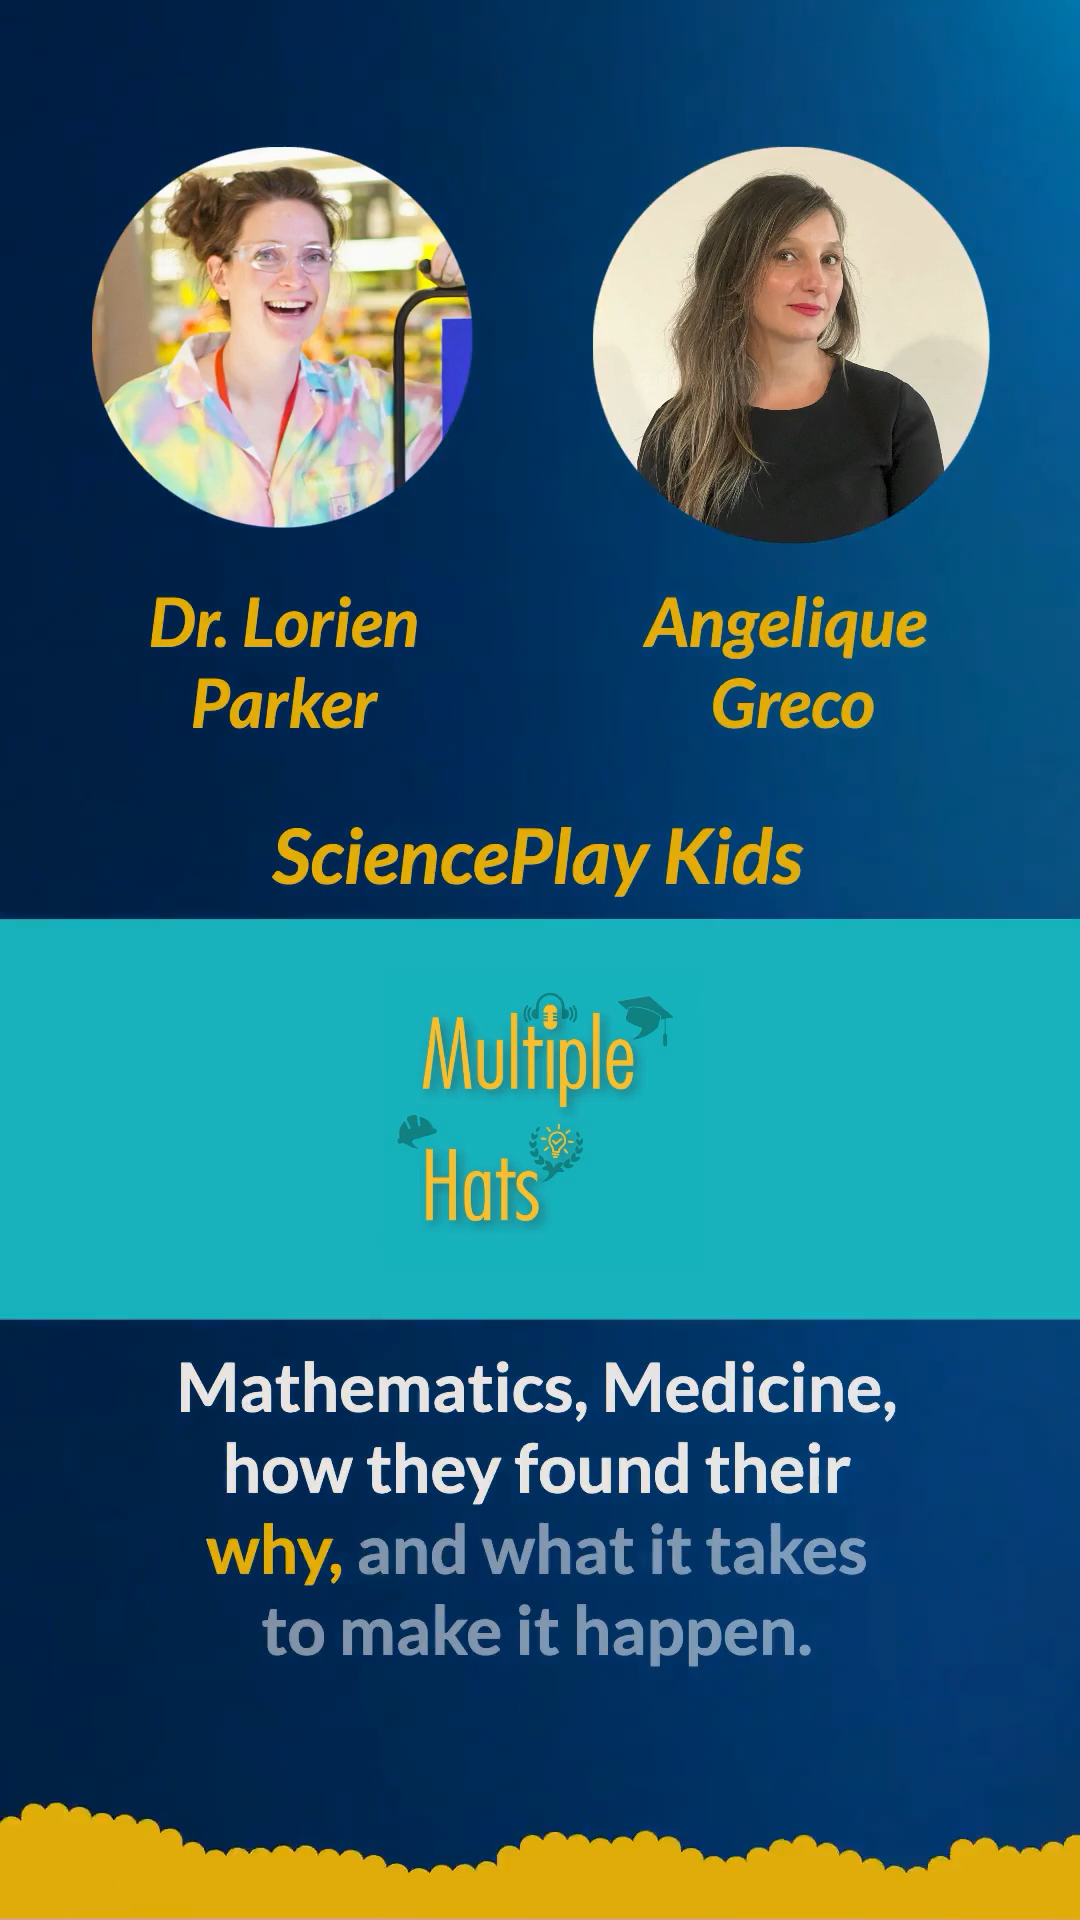 Dr. Lorien
Parker
Angelique
Greco
SciencePlay Kids
Multiple
Hats
Mathematics, Medicine,
how they found their
why, and what it takes
to make it happen.